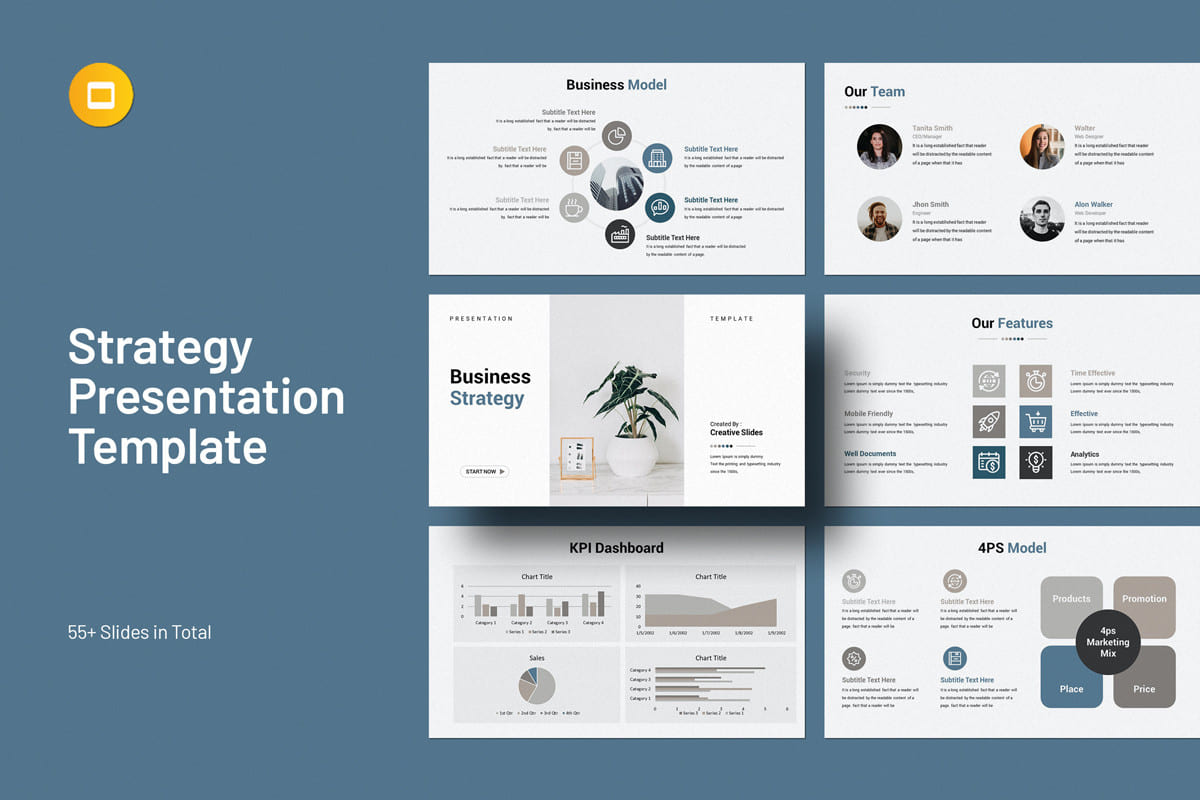 Strategy
Presentation
Template
55+ Slides in Total
Business Model
Subtitle Text Here
It is a long established fact that a reader will be distracted
by, fact that a reader will be
Subtitle Text Here
It is a long established fact that a reader will be distracted
by, fact that a reader will be
Subtitle Text Here
It is a long established fact that a reader will be distracted
by, fact that a reader will be
Subtitle Text Here
It is a long established fact that a reader will be distracted
by the readable content of a page
Subtitle Text Here
It is a long established fact that a reader will be distracted
by the readable content of a page
Subtitle Text Here
It is a long established fact that a reader will be distracted
by the readable content of a page.
Our Team
Tanita Smith
CEO/Manager
It is a long established fact that reader
will be distracted by the readable content
of a page when that it has
Walter
Web Designer
It is a long established fact that reader
will be distracted by the readable content
of a page when that it has
Jhon Smith
Engineer
It is a long established fact that reader
will be distracted by the readable content
of a page when that it has
Alon Walker
Web Developer
It is a long established fact that reader
will be distracted by the readable content
of a page when that it has
PRESENTATION
TEMPLATE
Business
Strategy
START NOW
Created By :
Creative Slides
Lorem Ipsum is dummy
Text the printing and typesetting industry
since the 1500s,
Our Features
Security
Lorem Ipsum is simply dummy text the typesetting industry
dummy text ever since the 1500s,
Mobile Friendly
Lorem Ipsum is simply dummy text the typesetting industry
dummy text ever since the 1500s,
Well Documents
Lorem Ipsum is simply dummy text the typesetting industry
dummy text ever since the 1500s,
Time Effective
Lorem Ipsum is simply dummy text the typesetting industry
dummy text ever since the 1500s,
Effective
Lorem Ipsum is simply dummy text the typesetting industry
dummy text ever since the 1500s,
Analytics
Lorem Ipsum is simply dummy text the typesetting industry
dummy text ever since the 1500s,
KPI Dashboard
Chart Title
6
4
2
0
Category 1 Category 2 Category 3 Category 4
Series 1 Series 2 Series 3
Chart Title
40
30
20
10
0
1/5/2002 1/6/2002 1/7/2002 1/8/2002 1/9/2002
Sales
1st Qtr 2nd Qtr 3rd Qtr 4th Qtr
Chart Title
Category 4
Category 3
Category 2
Category 1
0 1 2 3 4 5 6
Series 3 Series 2 Series 1
4PS Model
Subtitle Text Here
It is a long established fact that a reader will
be distracted by the readable content of a
page. fact that a reader will be
Subtitle Text Here
It is a long established fact that a reader will
be distracted by the readable content of a
page. fact that a reader will be
Subtitle Text Here
It is a long established fact that a reader will
be distracted by the readable content of a
page. fact that a reader will be
Subtitle Text Here
It is a long established fact that a reader will
be distracted by the readable content of a
page. fact that a reader will be
Products
Promotion
4ps
Marketing
Mix
Place
Price